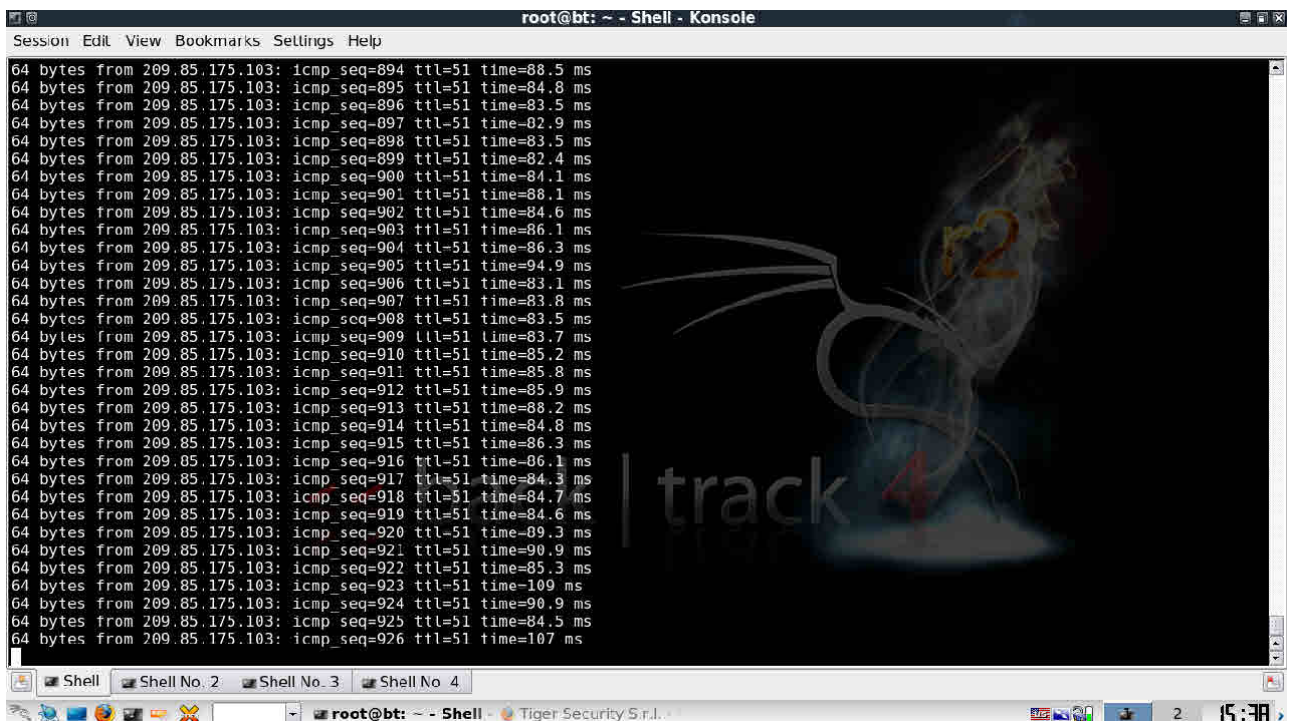 root@bt: ~ - Shell - Konsole
Session Edit View Bookmarks Settings Help
64 bytes from 209.85.175.103: icmp_seq=894 ttl=51 time=88.5 ms
64 bytes from 209.85.175.103: icmp_seq=895 ttl=51 time=84.8 ms
64 bytes from 209.85.175.103: icmp_seq=896 ttl=51 time=83.5 ms
64 bytes from 209.85.175.103: icmp_seq=897 ttl=51 time=82.9 ms
64 bytes from 209.85.175.103: icmp_seq=898 ttl=51 time=83.5 ms
64 bytes from 209.85.175.103: icmp_seq=899 ttl=51 time=82.4 ms
64 bytes from 209.85.175.103: icmp_seq=900 ttl=51 time=84.1 ms
64 bytes from 209.85.175.103: icmp_seq=901 ttl=51 time=88.1 ms
64 bytes from 209.85.175.103: icmp_seq=902 ttl=51 time=84.6 ms
64 bytes from 209.85.175.103: icmp_seq=903 ttl=51 time=86.1 ms
64 bytes from 209.85.175.103: icmp_seq=904 ttl=51 time=86.3 ms
64 bytes from 209.85.175.103: icmp_seq=905 ttl=51 time=94.9 ms
64 bytes from 209.85.175.103: icmp_seq=906 ttl=51 time=83.1 ms
64 bytes from 209.85.175.103: icmp_seq=907 ttl=51 time=83.8 ms
64 bytes from 209.85.175.103: icmp_seq=908 ttl=51 time=83.5 ms
64 bytes from 209.85.175.103: icmp_seq=909 ttl=51 time=83.7 ms
64 bytes from 209.85.175.103: icmp_seq=910 ttl=51 time=85.2 ms
64 bytes from 209.85.175.103: icmp_seq=911 ttl=51 time=85.8 ms
64 bytes from 209.85.175.103: icmp_seq=912 ttl=51 time=85.9 ms
64 bytes from 209.85.175.103: icmp_seq=913 ttl=51 time=88.2 ms
64 bytes from 209.85.175.103: icmp_seq=914 ttl=51 time=84.8 ms
64 bytes from 209.85.175.103: icmp_seq=915 ttl=51 time=86.3 ms
64 bytes from 209.85.175.103: icmp_seq=916 ttl=51 time=86.1 ms
64 bytes from 209.85.175.103: icmp_seq=917 ttl=51 time=84.3 ms
64 bytes from 209.85.175.103: icmp_seq=918 ttl=51 time=84.7 ms
64 bytes from 209.85.175.103: icmp_seq=919 ttl=51 time=84.6 ms
64 bytes from 209.85.175.103: icmp_seq=920 ttl=51 time=89.3 ms
64 bytes from 209.85.175.103: icmp_seq=921 ttl=51 time=90.9 ms
64 bytes from 209.85.175.103: icmp_seq=922 ttl=51 time=85.3 ms
64 bytes from 209.85.175.103: icmp_seq=923 ttl=51 time=109 ms
64 bytes from 209.85.175.103: icmp_seq=924 ttl=51 time=90.9 ms
64 bytes from 209.85.175.103: icmp_seq=925 ttl=51 time=84.5 ms
64 bytes from 209.85.175.103: icmp_seq=926 ttl=51 time=107 ms
r2
<< back | track 4
Shell Shell No. 2 Shell No. 3 Shell No. 4
root@bt: ~ - Shell - Tiger Security S.r.l. 2 15:38